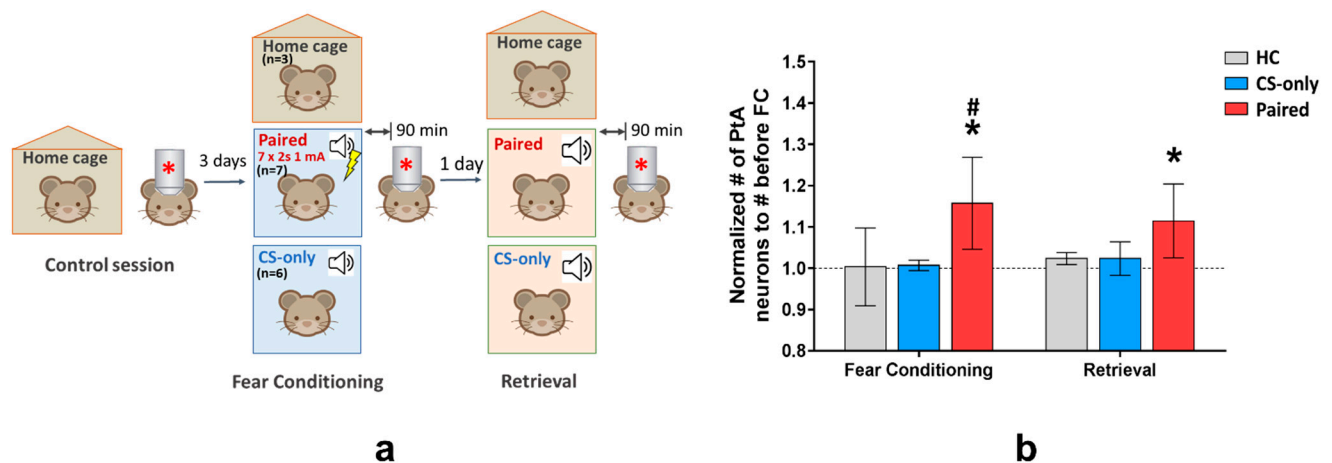 Home cage
Control session
*
3 days
Home cage
(n=3)
Paired
7 x 2s 1 mA
(n=7)
CS-only
(n=6)
Fear Conditioning
90 min
*
1 day
Home cage
Paired
CS-only
Retrieval
90 min
*
a
Normalized # of PtA
neurons to # before FC
1.5
1.4
1.3
1.2
1.1
1.0
0.9
0.8
#
*
*
HC
CS-only
Paired
Fear Conditioning
Retrieval
b